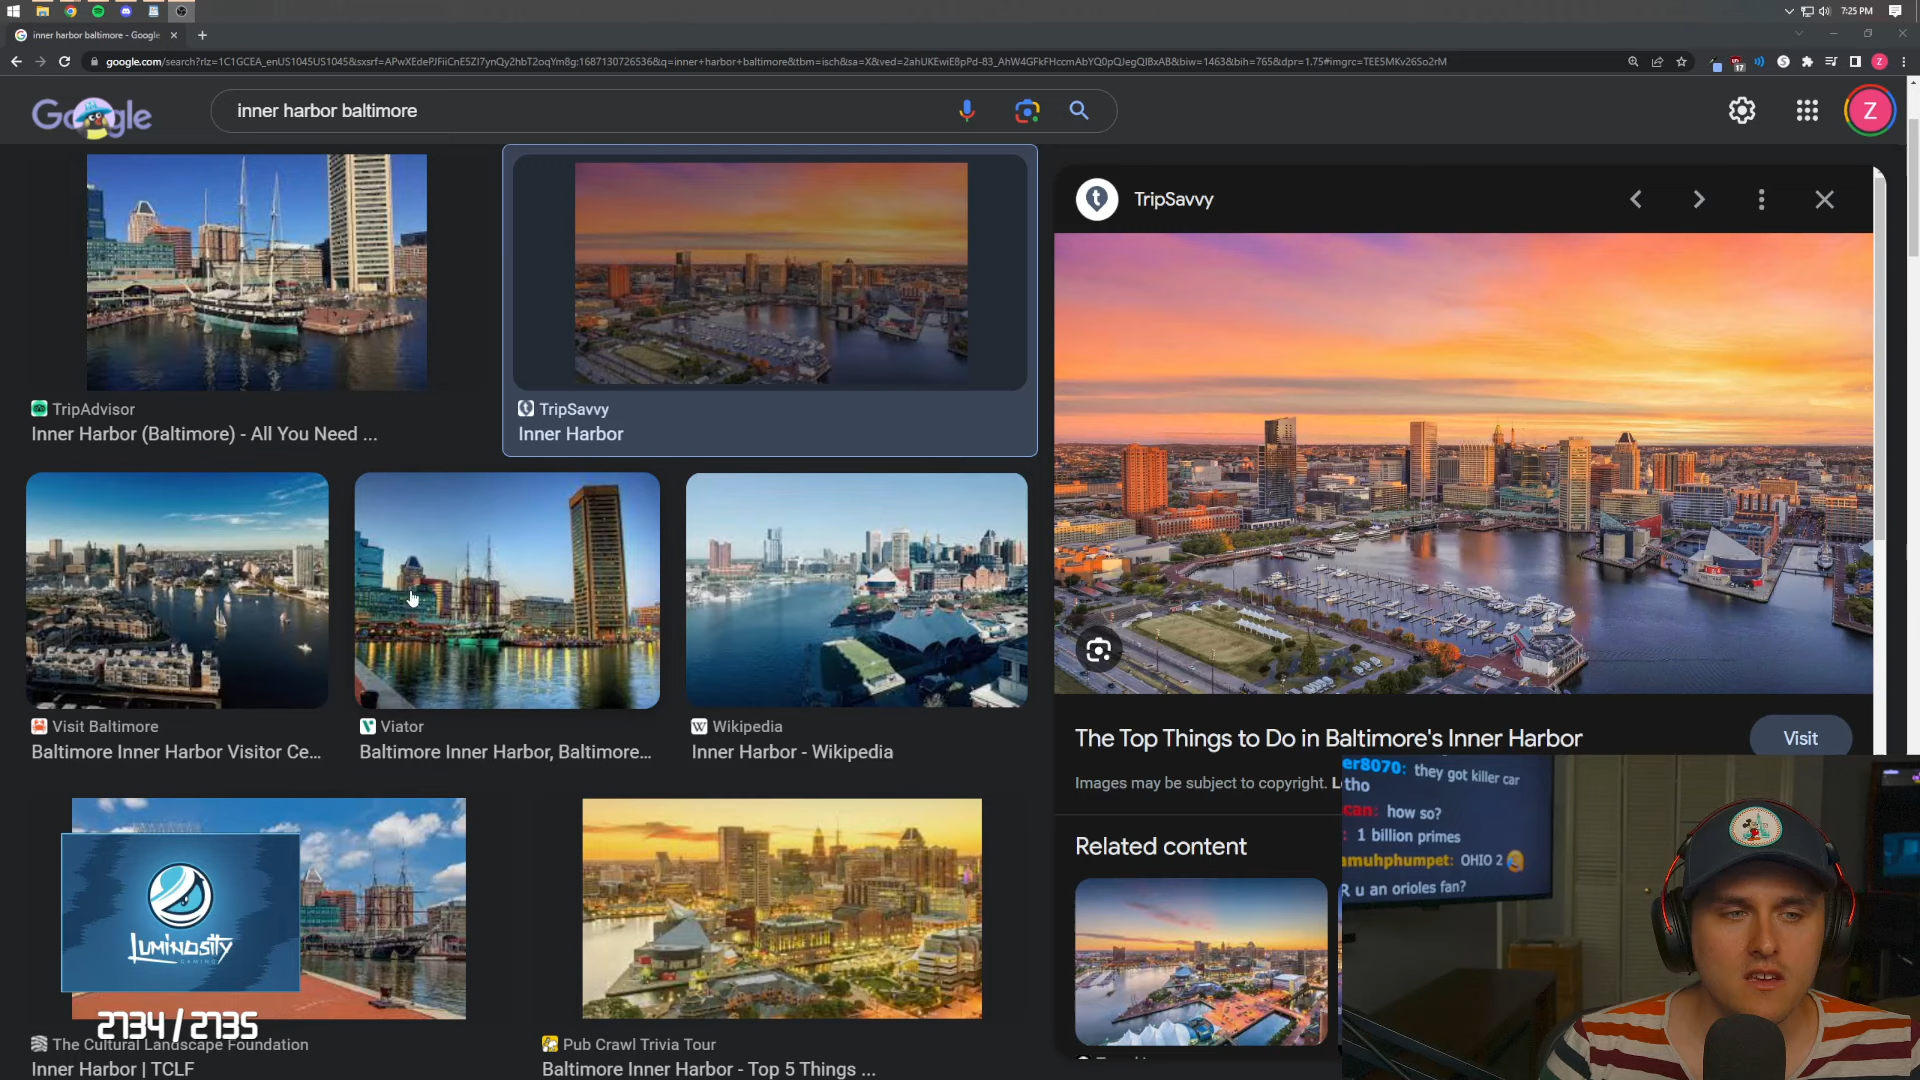 7:25 PM
inner harbor baltimore - Google
google.com/search?rlz=1C1GCEA_enUS1045US1045&sxsrf=APwXEdePJFiiCnE5ZI7ynQy2hbT2oqYm8g:1687130726536&q=inner+harbor+baltimore&tbm=isch&sa=X&ved=2ahUKEwiE8pPd-83_AhW4GFkFHccmAbYQ0pQJegQIBxAB&biw=1463&bih=765&dpr=1.75#imgrc=TEE5MKv26So2rM
17
Z
Google
inner harbor baltimore
Z
TripSavvy
TripAdvisor
Inner Harbor (Baltimore) - All You Need ...
TripSavvy
Inner Harbor
Visit Baltimore
Baltimore Inner Harbor Visitor Ce...
Viator
Baltimore Inner Harbor, Baltimore...
W Wikipedia
Inner Harbor - Wikipedia
The Top Things to Do in Baltimore's Inner Harbor
Visit
Images may be subject to copyright.
Related content
er8070: they got killer car
tho
can: how so?
: 1 billion primes
amuhphumpet: OHIO 2
R u an orioles fan?
LUMINOSITY
GAMING
2134/2135
The Cultural Landscape Foundation
Inner Harbor | TCLF
Pub Crawl Trivia Tour
Baltimore Inner Harbor - Top 5 Things ...